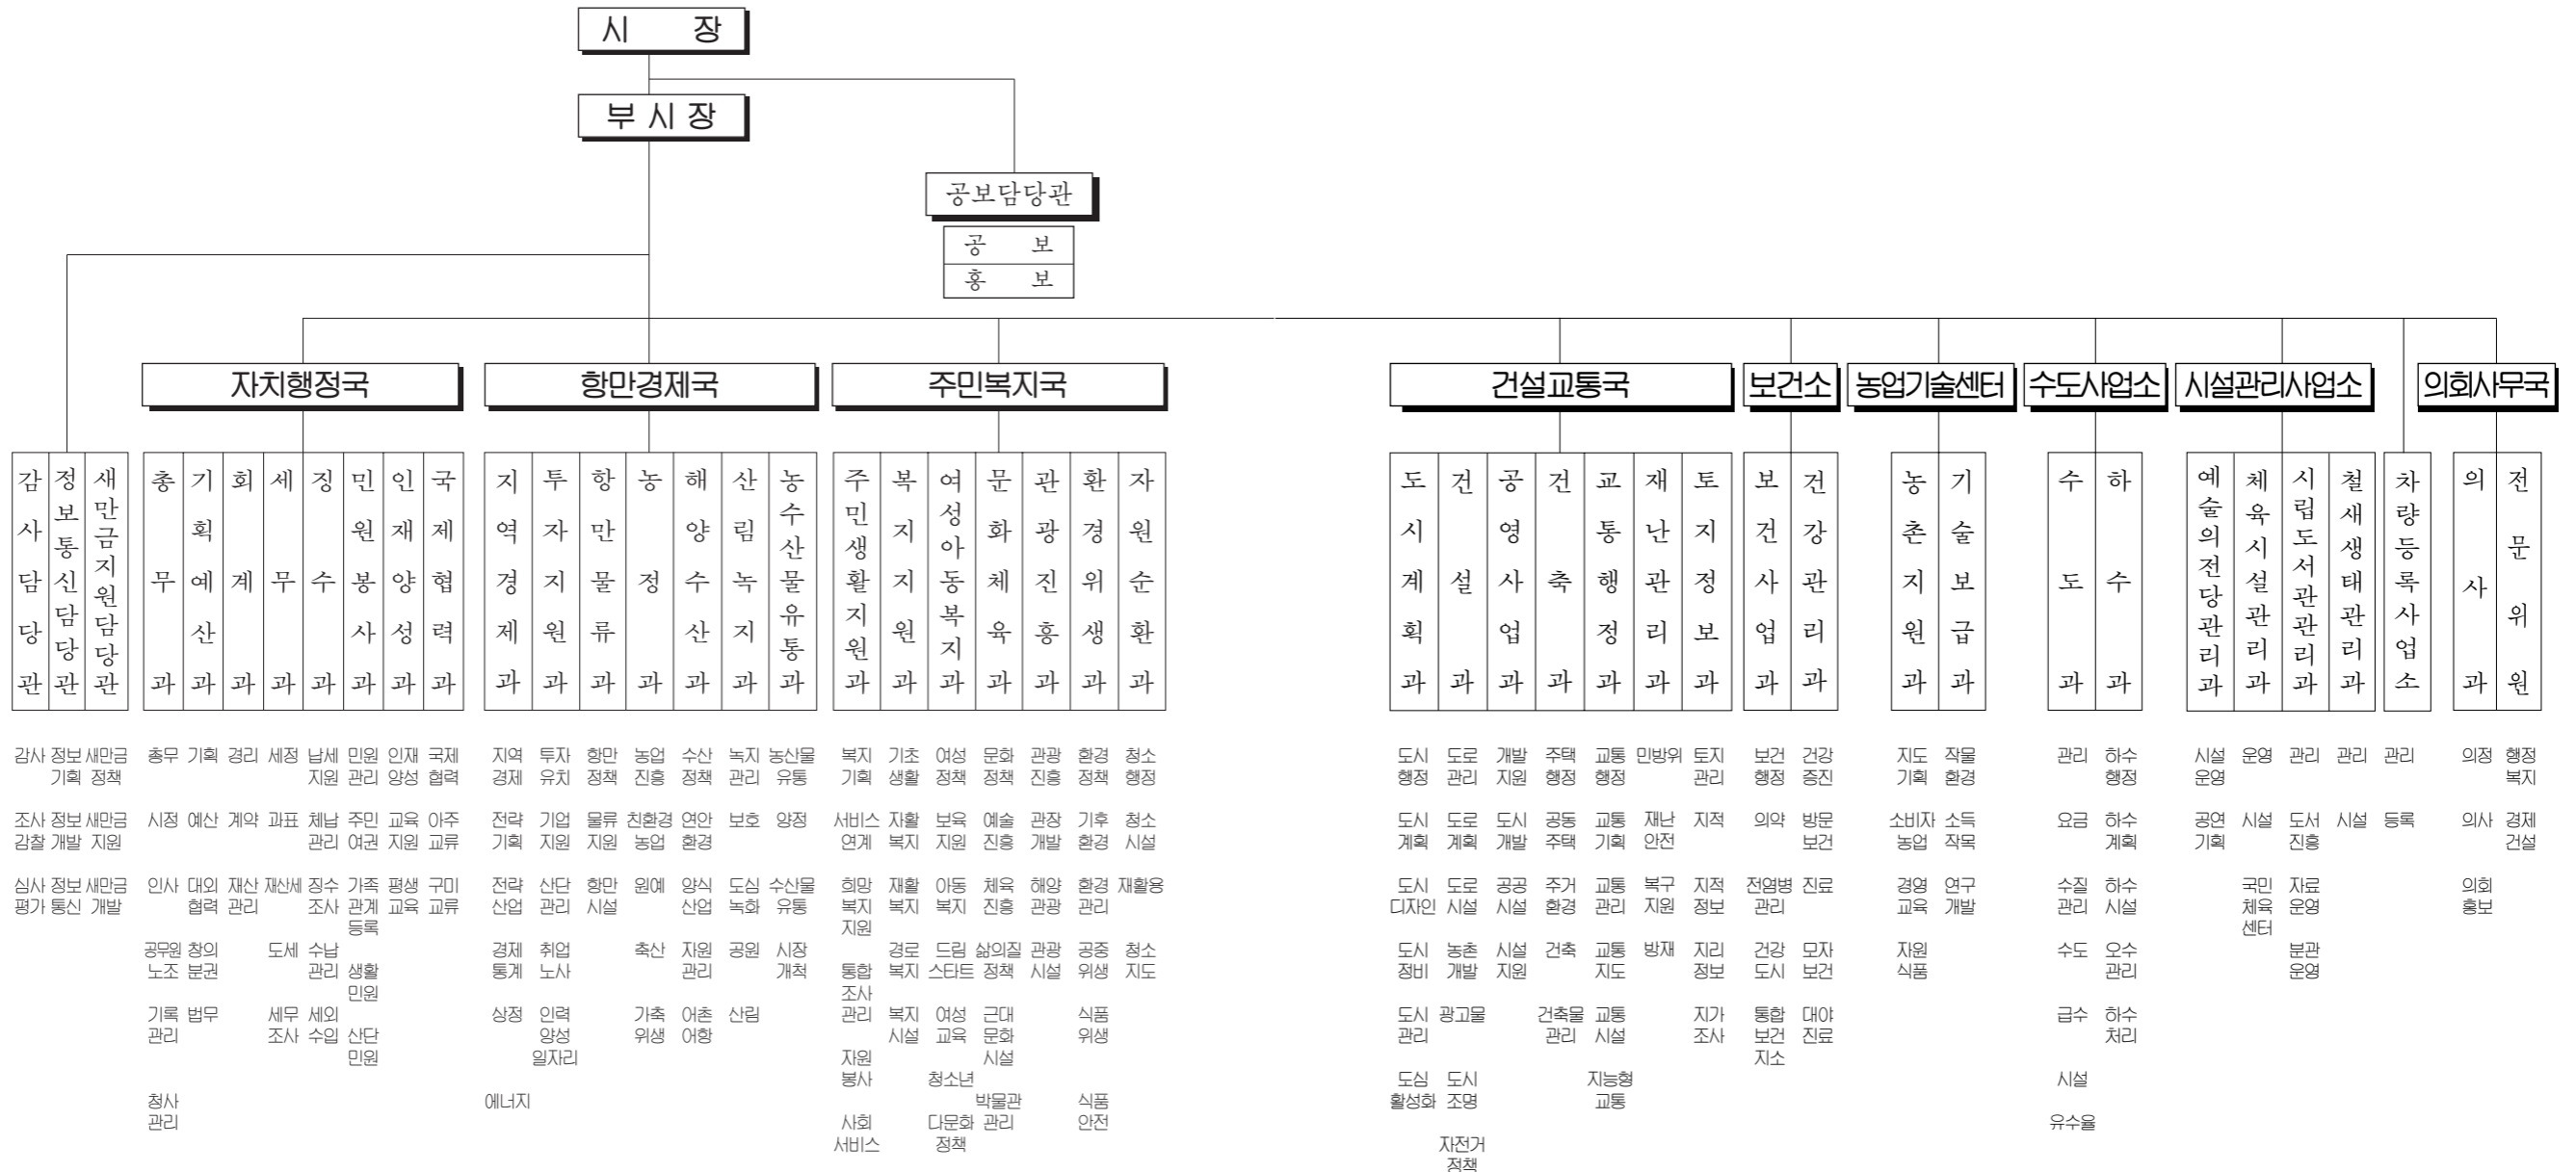 시 장
부 시 장
공보담당관
공 보
홍 보
자치행정국
항만경제국
주민복지국
건설교통국
보건소
농업기술센터
수도사업소
시설관리사업소
의회사무국
감사담당관
정보통신담당관
새만금지원담당관
총무과
기획예산과
회계과
세무과
징수과
민원봉사과
인재양성과
국제협력과
지역경제과
투자지원과
항만물류과
농정과
해양수산과
산림녹지과
농수산물유통과
주민생활지원과
복지지원과
여성아동복지과
문화체육과
관광진흥과
환경위생과
자원순환과
도시계획과
건설과
공영사업과
건축과
교통행정과
재난관리과
토지정보과
보건사업과
건강관리과
농촌지원과
기술보급과
수도과
하수과
예술의전당관리과
체육시설관리과
시립도서관관리과
철새생태관리과
차량등록사업소
의사과
전문위원
감사 정보 새만금 총무 기획 경리 세정 납세 민원 인재 국제 지역 투자 항만 농업 수산 녹지 농산물 복지 기초 여성 문화 관광 환경 청소 도시 도로 개발 주택 교통 민방위 토지 보건 건강 지도 작물 관리 하수 시설 운영 관리 관리 관리 의정 행정
기획 정책 지원 관리 양성 협력 경제 유치 정책 진흥 정책 관리 유통 기획 생활 정책 정책 진흥 정책 행정 행정 관리 지원 행정 행정 관리 행정 증진 기획 환경 행정 운영 복지
조사 정보 새만금 시정 예산 계약 과표 체납 주민 교육 아주 전략 기업 물류 친환경 연안 보호 양정 서비스 자활 보육 예술 관장 기후 청소 도시 도로 도시 공동 교통 재난 지적 의약 방문 소비자 소득 요금 하수 공연 시설 도서 시설 등록 의사 경제
감찰 개발 지원 관리 여권 지원 교류 기획 지원 지원 농업 환경 연계 복지 지원 진흥 개발 환경 시설 계획 계획 개발 주택 기획 안전 보건 농업 작목 계획 기획 진흥 건설
심사 정보 새만금 인사 대외 재산 재산세 징수 가족 평생 구미 전략 산단 항만 원예 양식 도심 수산물 희망 재활 아동 체육 해양 환경 재활용 도시 도로 공공 주거 교통 복구 지적 전염병 진료 경영 연구 수질 하수 국민 자료 의회
평가 통신 개발 협력 관리 조사 관계 교육 교류 산업 관리 시설 산업 녹화 유통 복지 복지 복지 진흥 관광 관리 디자인 시설 시설 환경 관리 지원 정보 관리 교육 개발 관리 시설 체육 운영 홍보
등록 지원 센터
공무원 창의 도세 수납 경제 취업 축산 자원 공원 시장 경로 드림 삶의질 관광 공중 청소 도시 농촌 시설 건축 교통 방재 지리 건강 모자 자원 수도 오수 분관
노조 분권 관리 생활 통계 노사 관리 개척 통합 복지 스타트 정책 시설 위생 지도 정비 개발 지원 지도 정보 도시 보건 식품 관리 운영
민원 조사
기록 법무 세무 세외 상정 인력 가축 어촌 산림 관리 복지 여성 근대 식품 도시 광고물 건축물 교통 지가 통합 대야 급수 하수
관리 조사 수입 산단 양성 위생 어항 시설 교육 문화 위생 관리 관리 시설 조사 보건 진료 처리
민원 일자리 자원 시설 지소
봉사 청소년 도심 도시 지능형 시설
청사 에너지 박물관 식품 활성화 조명 교통
관리 사회 다문화 관리 안전 유수율
서비스 정책 자전거
정책